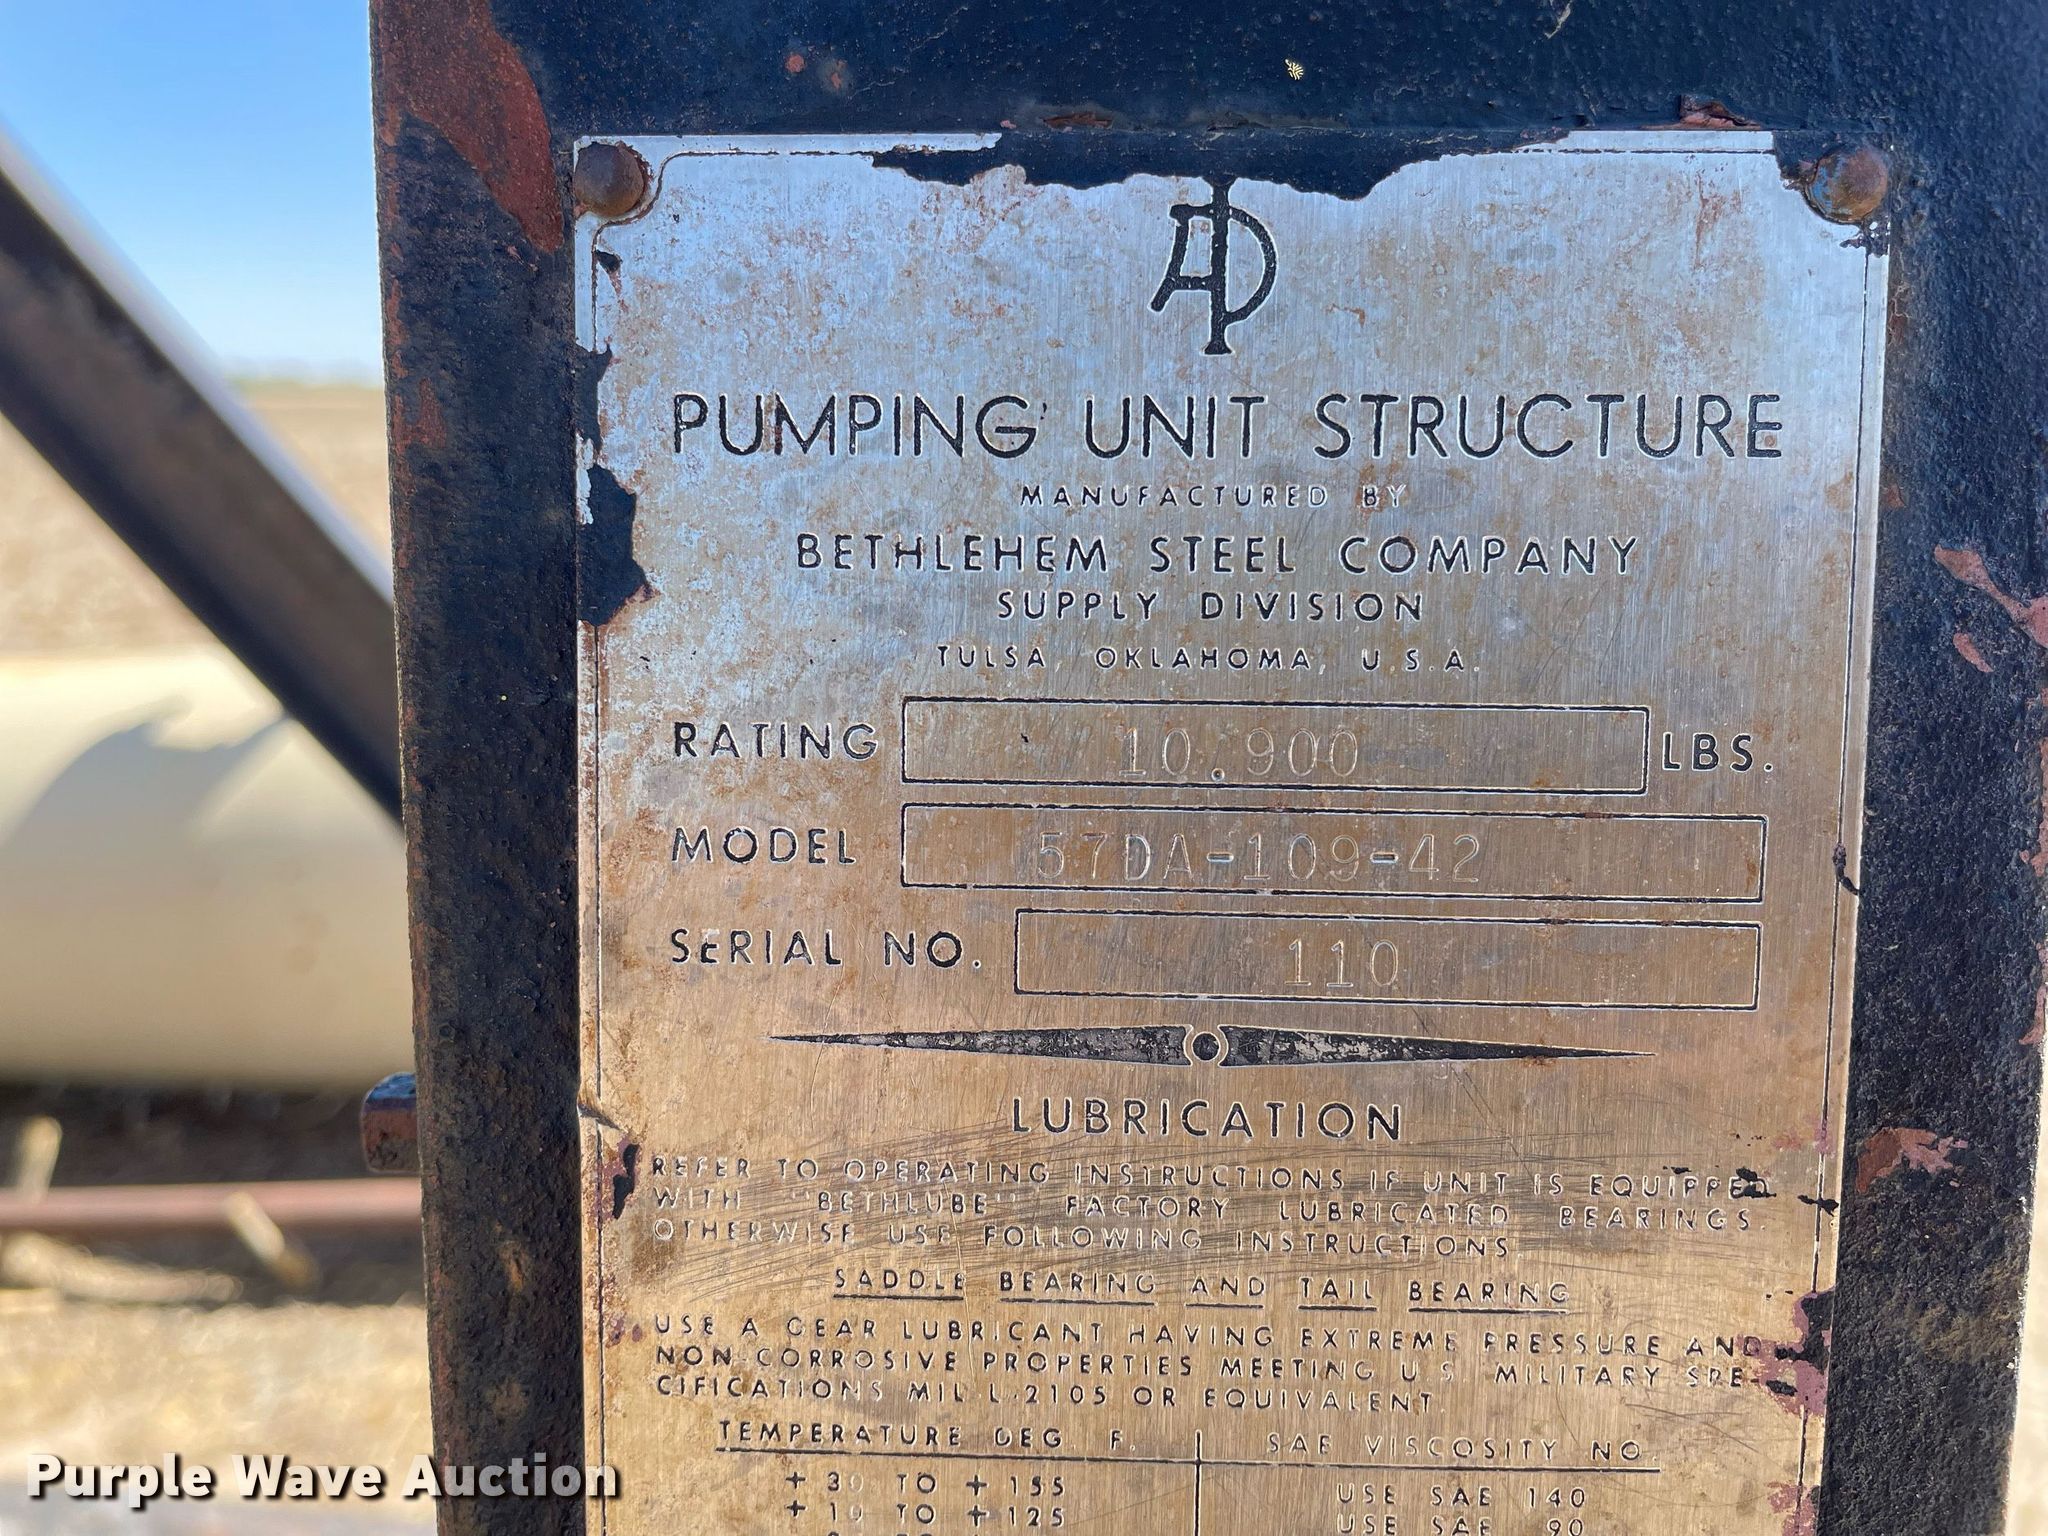 API
PUMPING UNIT STRUCTURE
MANUFACTURED BY
BETHLEHEM STEEL COMPANY
SUPPLY DIVISION
TULSA, OKLAHOMA, U.S.A.
RATING 10.900 LBS.
MODEL 57DA-109-42
SERIAL NO. 110
LUBRICATION
REFER TO OPERATING INSTRUCTIONS IF UNIT IS EQUIPPED
WITH "BETHLUBE" FACTORY LUBRICATED BEARINGS.
OTHERWISE USE FOLLOWING INSTRUCTIONS.
SADDLE BEARING AND TAIL BEARING
USE A GEAR LUBRICANT HAVING EXTREME PRESSURE AND
NON-CORROSIVE PROPERTIES MEETING U.S. MILITARY SPE-
CIFICATIONS MIL-L-2105 OR EQUIVALENT.
TEMPERATURE DEG. F. SAE VISCOSITY NO.
+ 30 TO + 155 USE SAE 140
+ 10 TO + 125 USE SAE 90
Purple Wave Auction